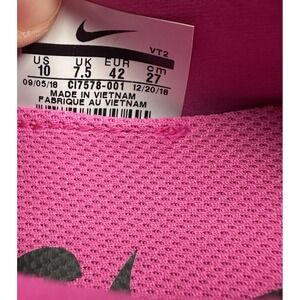 VT2
US UK EUR cm
10 7.5 42 27
09/05/18 CI7578-001 12/20/18
MADE IN VIETNAM
FABRIQUE AU VIETNAM